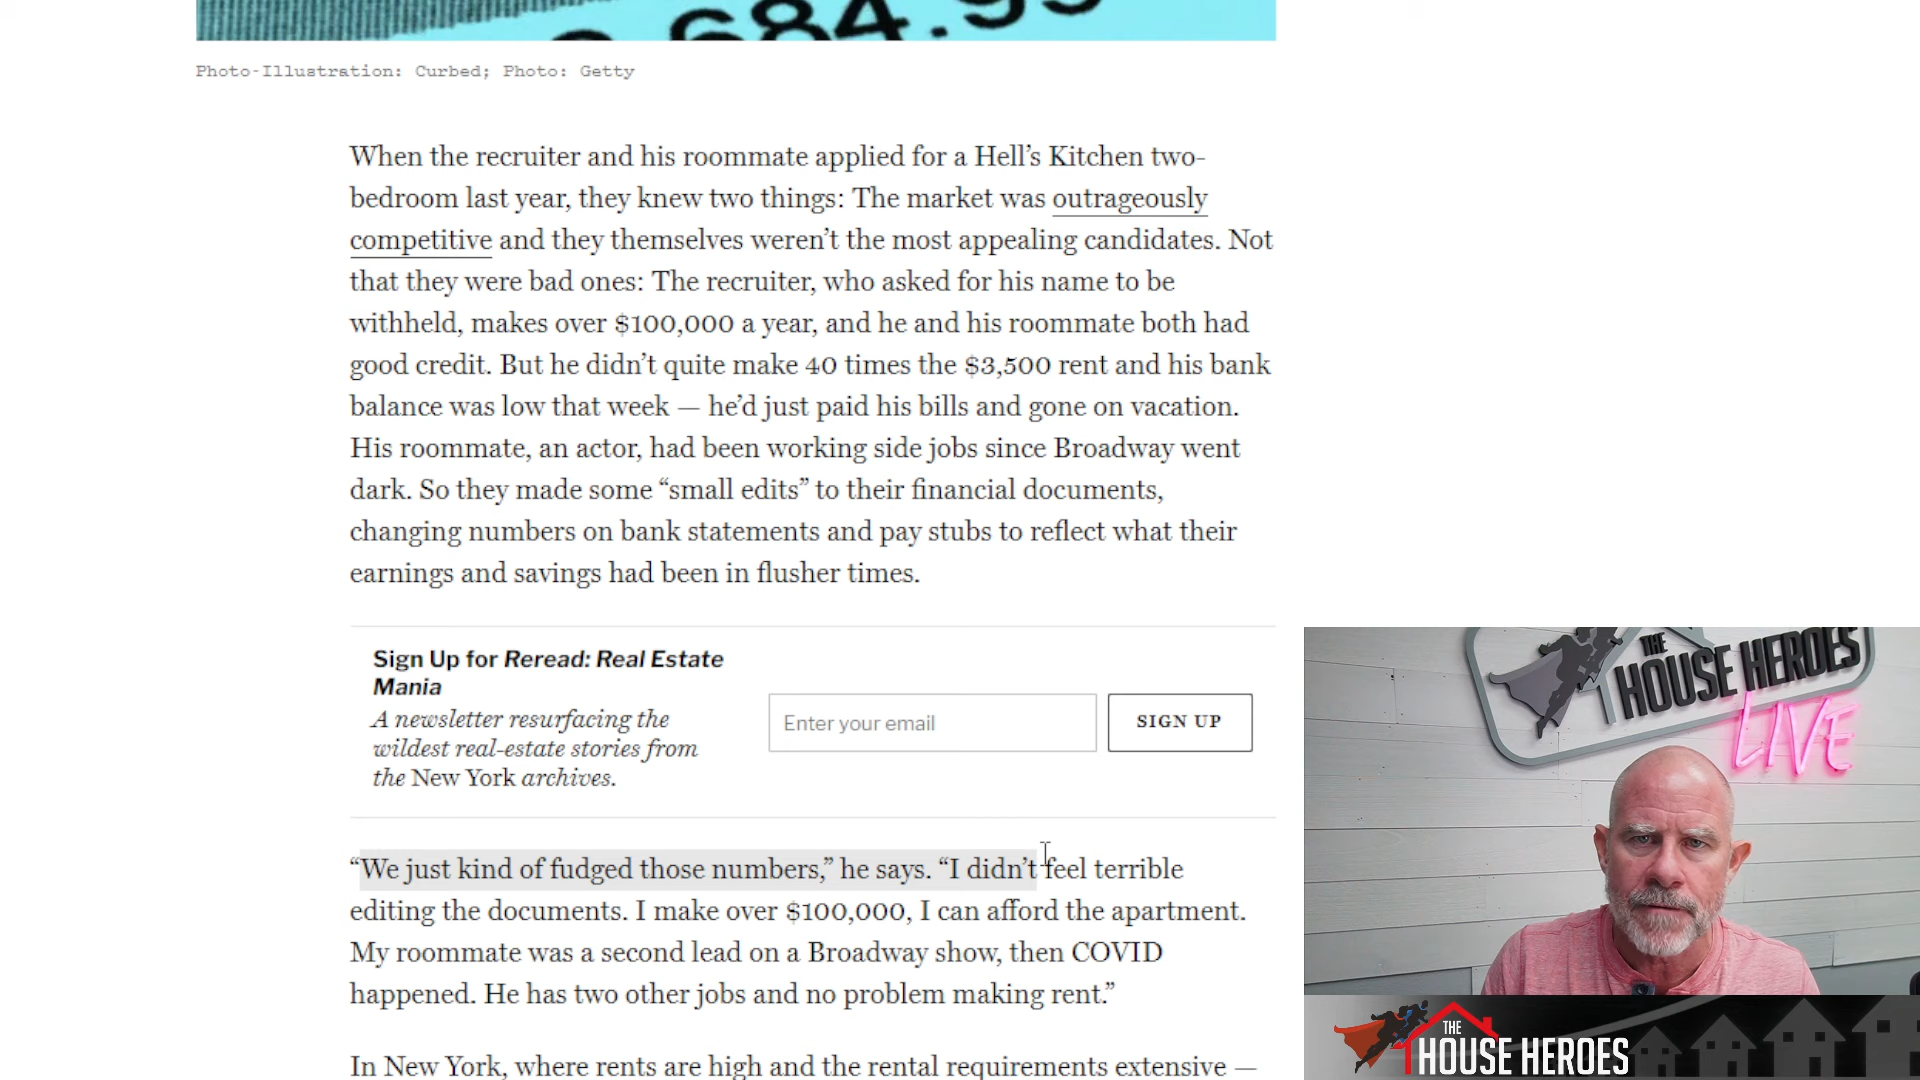 684.99
Photo-Illustration: Curbed; Photo: Getty
When the recruiter and his roommate applied for a Hell’s Kitchen two-
bedroom last year, they knew two things: The market was outrageously
competitive and they themselves weren’t the most appealing candidates. Not
that they were bad ones: The recruiter, who asked for his name to be
withheld, makes over $100,000 a year, and he and his roommate both had
good credit. But he didn’t quite make 40 times the $3,500 rent and his bank
balance was low that week — he’d just paid his bills and gone on vacation.
His roommate, an actor, had been working side jobs since Broadway went
dark. So they made some “small edits” to their financial documents,
changing numbers on bank statements and pay stubs to reflect what their
earnings and savings had been in flusher times.
Sign Up for Reread: Real Estate
Mania
A newsletter resurfacing the
wildest real-estate stories from
the New York archives.
Enter your email
SIGN UP
“We just kind of fudged those numbers,” he says. “I didn’t feel terrible
editing the documents. I make over $100,000, I can afford the apartment.
My roommate was a second lead on a Broadway show, then COVID
happened. He has two other jobs and no problem making rent.”
In New York, where rents are high and the rental requirements extensive —
THE
HOUSE HEROES
LIVE
THE
HOUSE HEROES